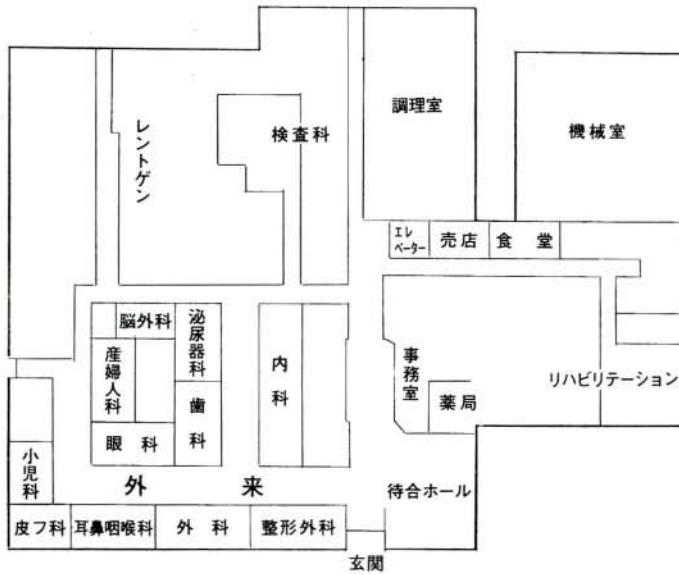 調理室
機械室
検査科
レントゲン
エレベーター
売店
食堂
脳外科
泌尿器科
産婦人科
内科
事務室
リハビリテーション
薬局
歯科
眼科
小児科
外来
待合ホール
皮フ科
耳鼻咽喉科
外科
整形外科
玄関